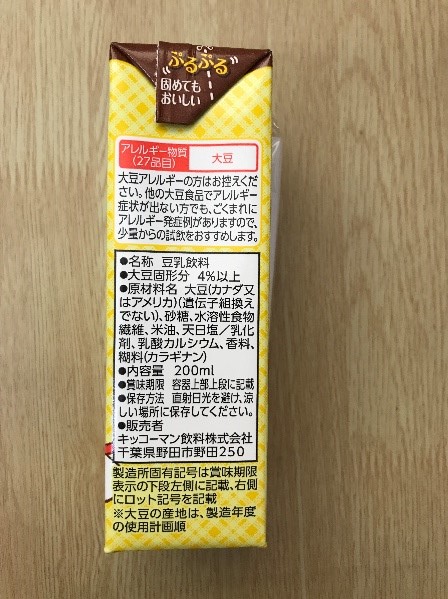 ぷるぷる
固めても
おいしい
アレルギー物質
(27品目)
大豆
大豆アレルギーの方はお控えくだ
さい。他の大豆食品でアレルギー
症状が出ない方でも、ごくまれに
アレルギー発症例がありますので、
少量からの試飲をおすすめします。
●名称 豆乳飲料
●大豆固形分 4%以上
●原材料名 大豆(カナダ又
はアメリカ)(遺伝子組換え
でない)、砂糖、水溶性食物
繊維、米油、天日塩/乳化
剤、乳酸カルシウム、香料、
糊料(カラギナン)
●内容量 200ml
●賞味期限 容器上部上段に記載
●保存方法 直射日光を避け、涼
しい場所に保存してください。
●販売者
キッコーマン飲料株式会社
千葉県野田市野田250
製造所固有記号は賞味期限
表示の下段左側に記載、右側
にロット記号を記載
※大豆の産地は、製造年度
の使用計画順